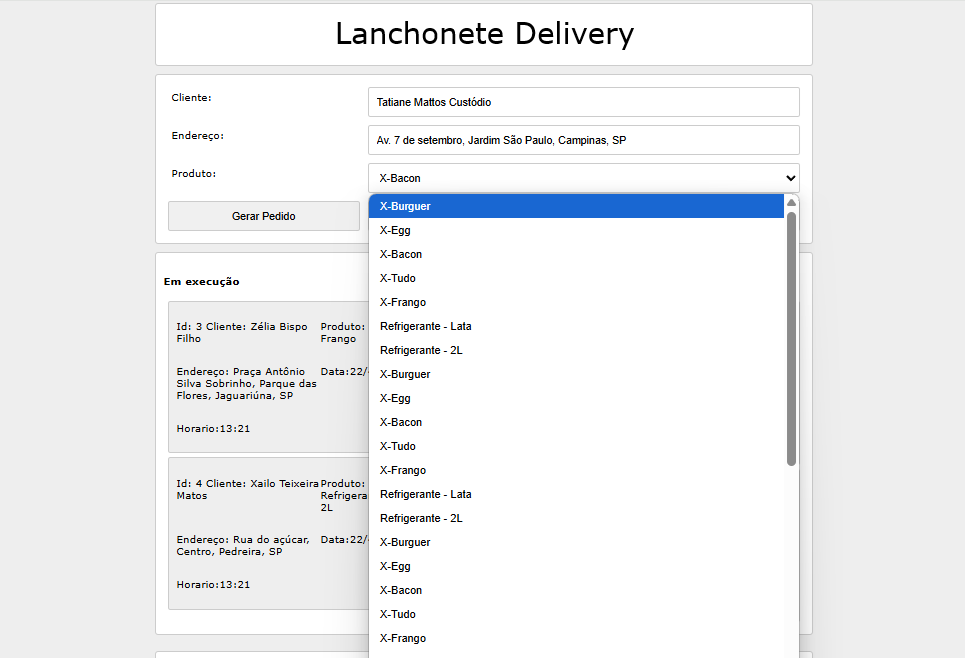 Lanchonete Delivery
Cliente:
Tatiane Mattos Custódio
Endereço:
Av. 7 de setembro, Jardim São Paulo, Campinas, SP
Produto:
X-Bacon
Gerar Pedido
X-Burguer
X-Egg
X-Bacon
X-Tudo
X-Frango
Refrigerante - Lata
Refrigerante - 2L
X-Burguer
X-Egg
X-Bacon
X-Tudo
X-Frango
Refrigerante - Lata
Refrigerante - 2L
X-Burguer
X-Egg
X-Bacon
X-Tudo
X-Frango
Em execução
Id: 3 Cliente: Zélia Bispo
Filho
Produto:
Frango
Endereço: Praça Antônio
Silva Sobrinho, Parque das
Flores, Jaguariúna, SP
Data:22/
Horario:13:21
Id: 4 Cliente: Xailo Teixeira
Matos
Produto:
Refrigera
2L
Endereço: Rua do açúcar,
Centro, Pedreira, SP
Data:22/
Horario:13:21